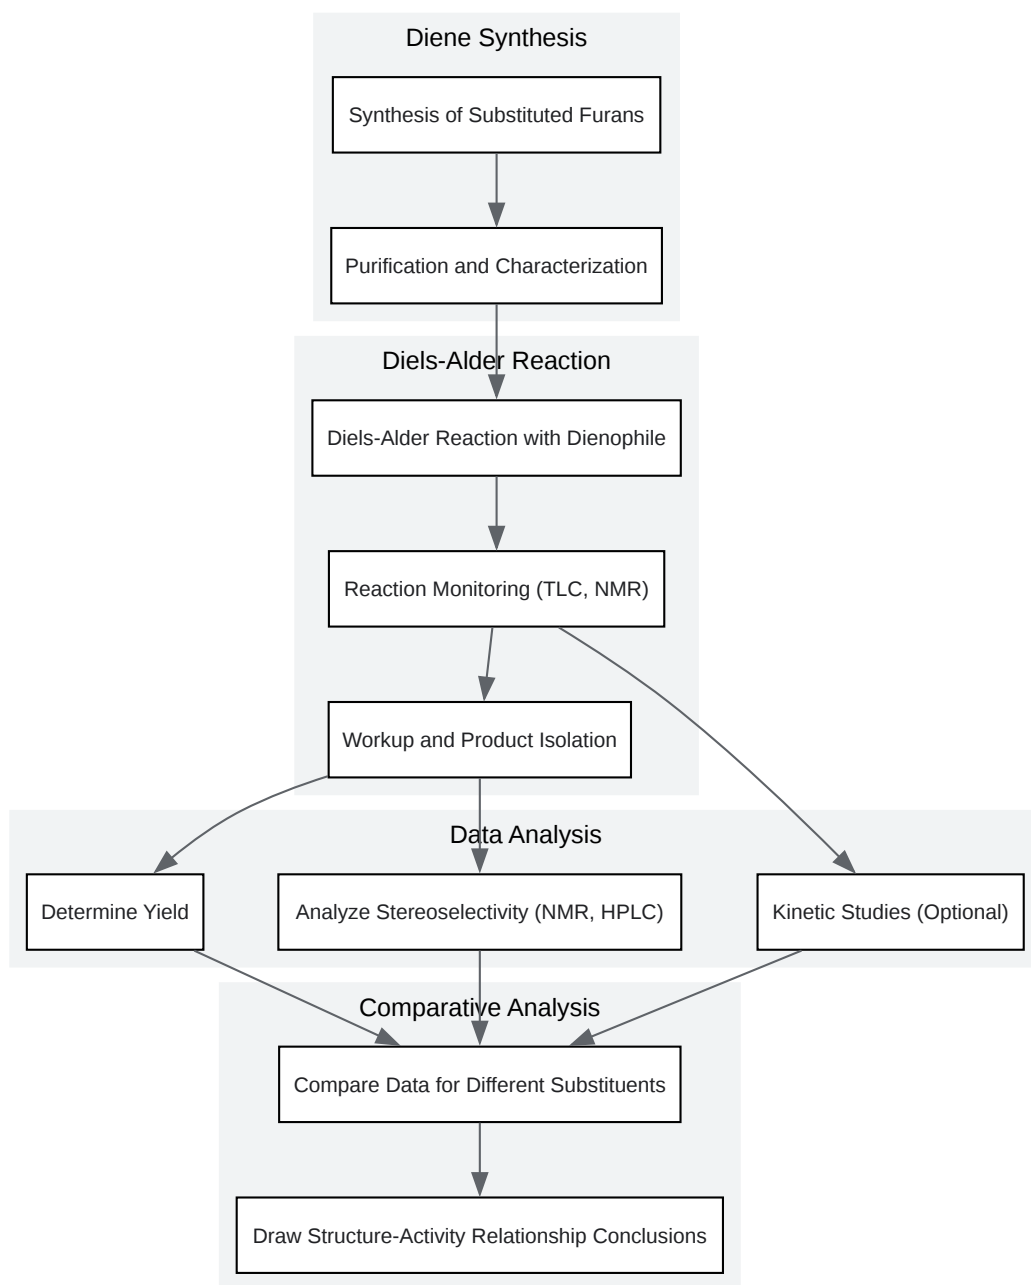 Diene Synthesis
Synthesis of Substituted Furans
Purification and Characterization
Diels-Alder Reaction
Diels-Alder Reaction with Dienophile
Reaction Monitoring (TLC, NMR)
Workup and Product Isolation
Data Analysis
Determine Yield
Analyze Stereoselectivity (NMR, HPLC)
Kinetic Studies (Optional)
Comparative Analysis
Compare Data for Different Substituents
Draw Structure-Activity Relationship Conclusions